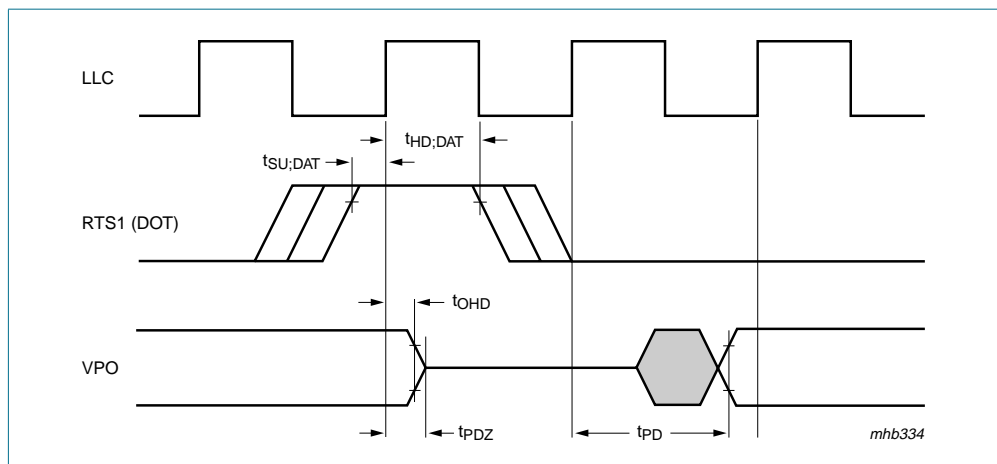 LLC
tHD;DAT
tSU;DAT
RTS1 (DOT)
tOHD
VPO
tPDZ
tPD
mhb334